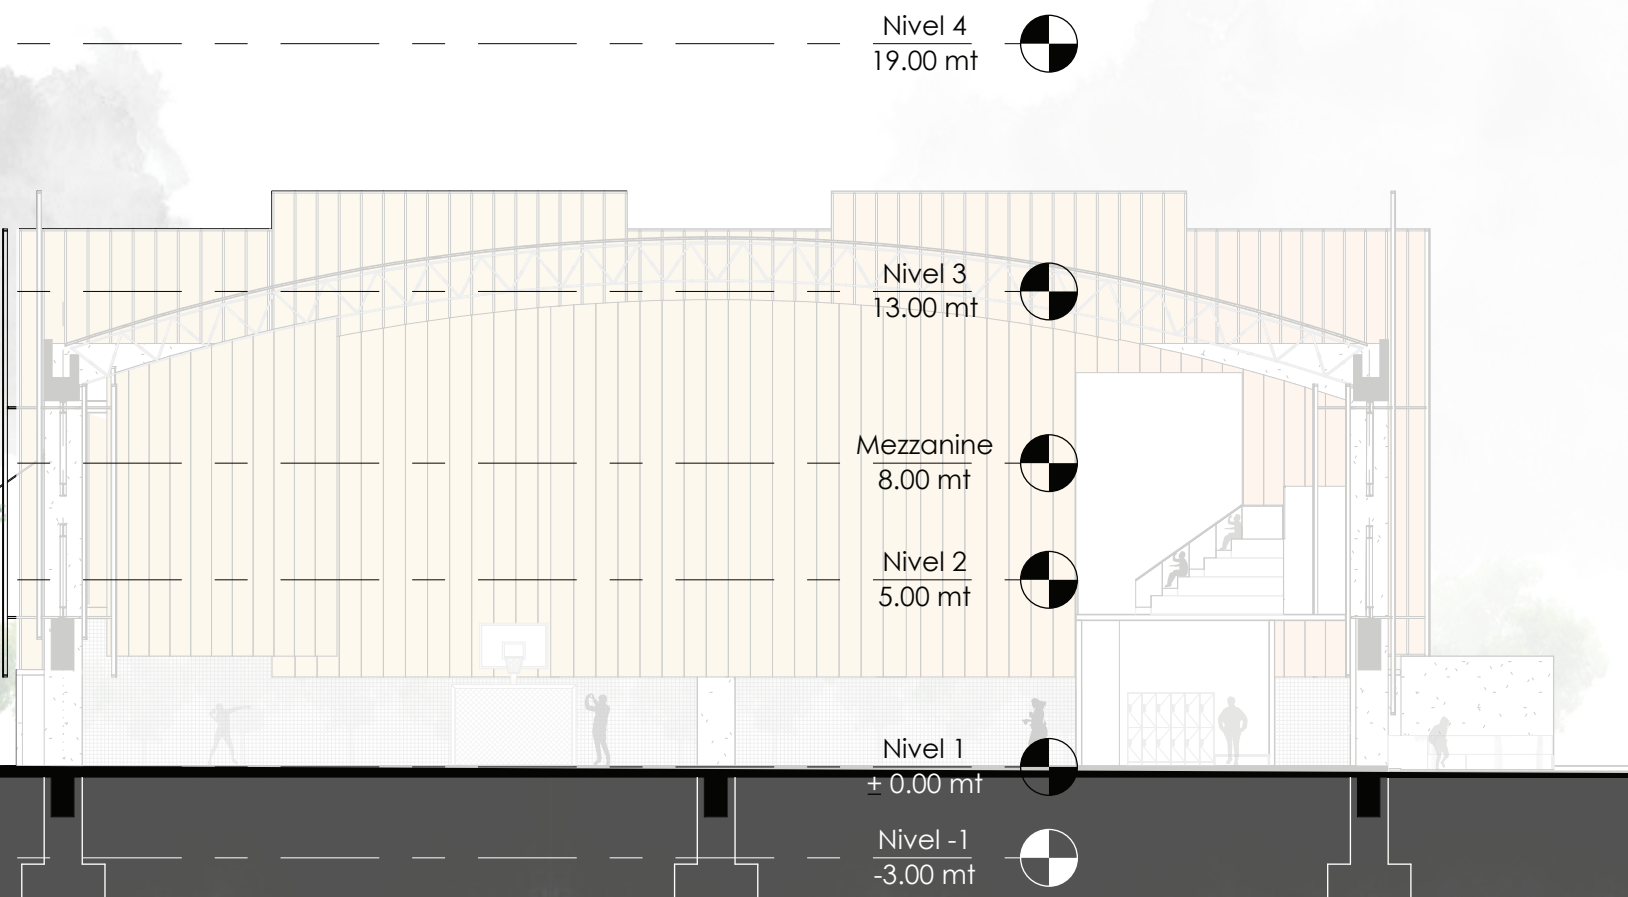 Nivel 4
19.00 mt
Nivel 3
13.00 mt
Mezzanine
8.00 mt
Nivel 2
5.00 mt
Nivel 1
± 0.00 mt
Nivel -1
-3.00 mt